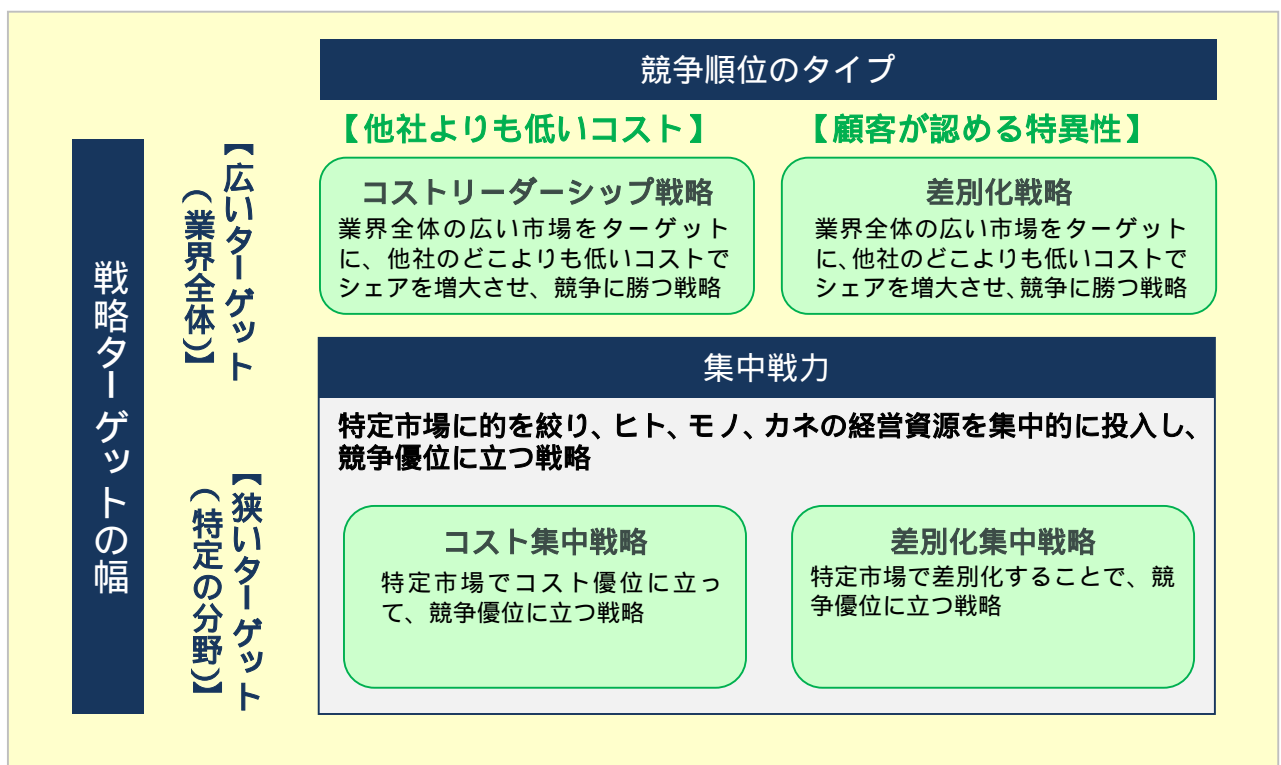 競争順位のタイプ
【他社よりも低いコスト】
【顧客が認める特異性】
戦略ターゲットの幅
【広いターゲット
(業界全体)】
コストリーダーシップ戦略
業界全体の広い市場をターゲット
に、他社のどこよりも低いコストで
シェアを増大させ、競争に勝つ戦略
差別化戦略
業界全体の広い市場をターゲット
に、他社のどこよりも低いコストで
シェアを増大させ、競争に勝つ戦略
【狭いターゲット
(特定の分野)】
集中戦力
特定市場に的を絞り、ヒト、モノ、カネの経営資源を集中的に投入し、
競争優位に立つ戦略
コスト集中戦略
特定市場でコスト優位に立っ
て、競争優位に立つ戦略
差別化集中戦略
特定市場で差別化することで、競
争優位に立つ戦略